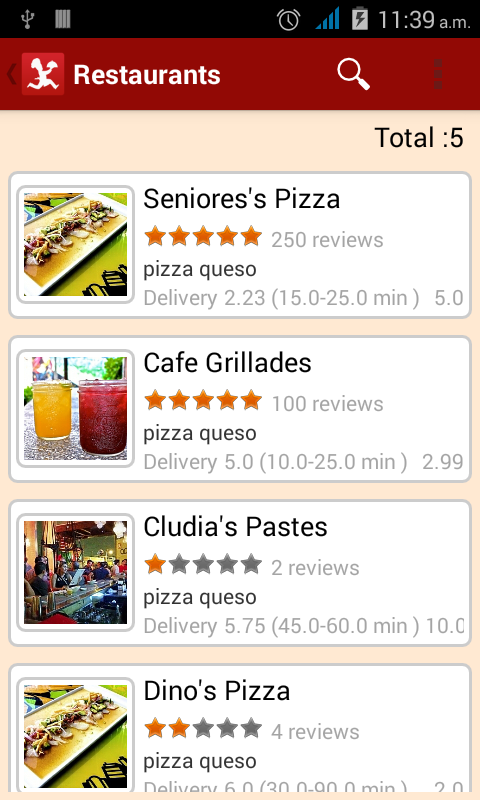 11:39 a.m.
Restaurants
Total :5
Seniores's Pizza
250 reviews
pizza queso
Delivery 2.23 (15.0-25.0 min ) 5.0
Cafe Grillades
100 reviews
pizza queso
Delivery 5.0 (10.0-25.0 min ) 2.99
Cludia's Pastes
2 reviews
pizza queso
Delivery 5.75 (45.0-60.0 min ) 10.0
Dino's Pizza
4 reviews
pizza queso
Delivery 6.0 (30.0-90.0 min ) 2.0